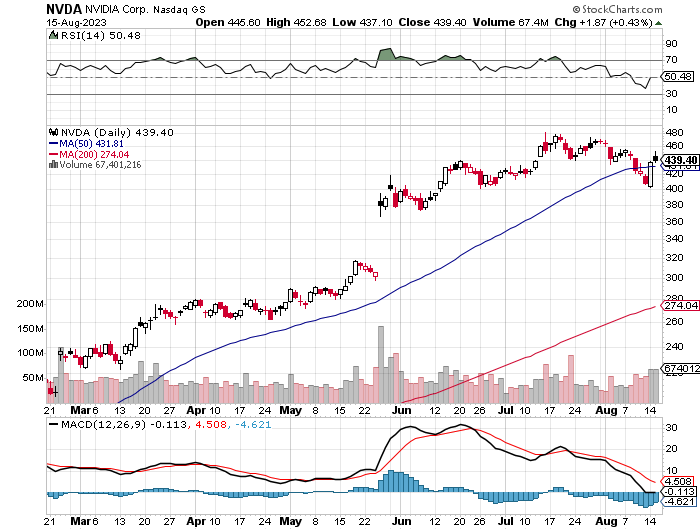 NVDA NVIDIA Corp. Nasdaq GS © StockCharts.com
15-Aug-2023 Open 445.60 High 452.68 Low 437.10 Close 439.40 Volume 67.4M Chg +1.87 (+0.43%)
RSI(14) 50.48
90
70
50.48
30
10
NVDA (Daily) 439.40
MA(50) 431.81
MA(200) 274.04
Volume 67,401,216
480
460
439.40
420
400
380
360
340
320
300
280
274.04
260
240
220
200M
150M
100M
50M
21 Mar 6 13 20 27 Apr 10 17 24 May 8 15 22 Jun 12 20 26 Jul 10 17 24 Aug 7 14
MACD(12,26,9) -0.113, 4.508, -4.621
30
20
10
4.508
-0.113
-4.621
21 Mar 6 13 20 27 Apr 10 17 24 May 8 15 22 Jun 12 20 26 Jul 10 17 24 Aug 7 14